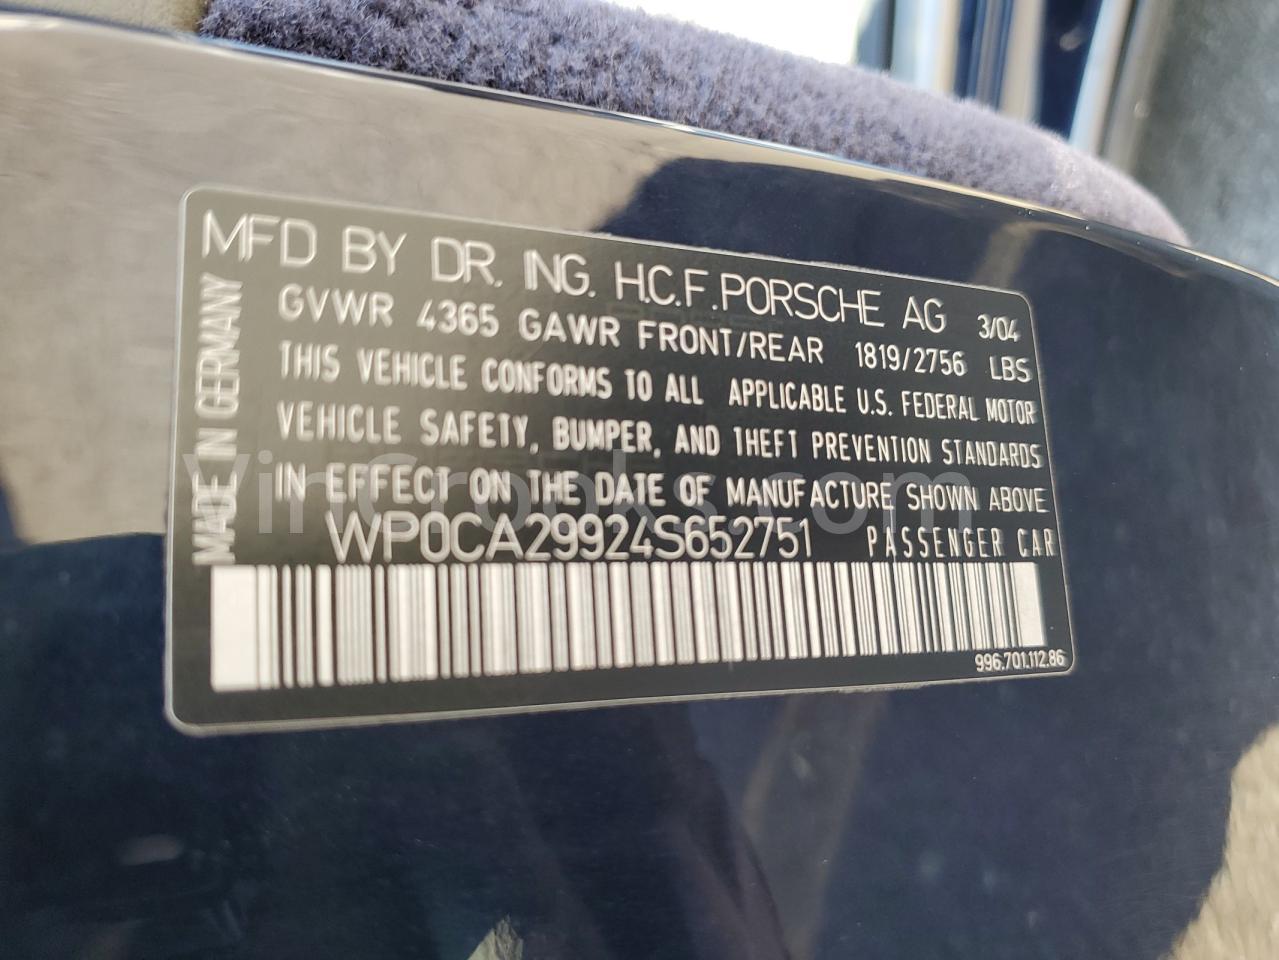 MFD BY DR. ING. H.C.F. PORSCHE AG 3/04
GVWR 4365 GAWR FRONT/REAR 1819/2756 LBS
THIS VEHICLE CONFORMS TO ALL APPLICABLE U.S. FEDERAL MOTOR
VEHICLE SAFETY, BUMPER, AND THEFT PREVENTION STANDARDS
IN EFFECT ON THE DATE OF MANUFACTURE SHOWN ABOVE
WP0CA29924S652751 PASSENGER CAR
996.701.112.86
MADE IN GERMANY
VinCrooks.com